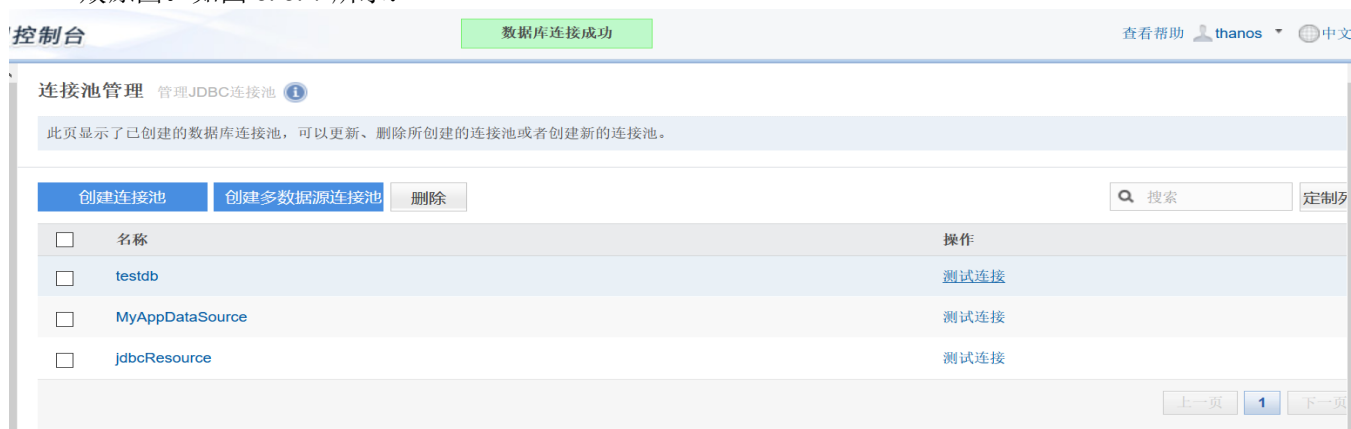 控制台
数据库连接成功
查看帮助 thanos 中文
连接池管理 管理JDBC连接池
此页显示了已创建的数据库连接池，可以更新、删除所创建的连接池或者创建新的连接池。
创建连接池 创建多数据源连接池 删除 搜索 定制列
名称 操作
testdb 测试连接
MyAppDataSource 测试连接
jdbcResource 测试连接
上一页 1 下一页